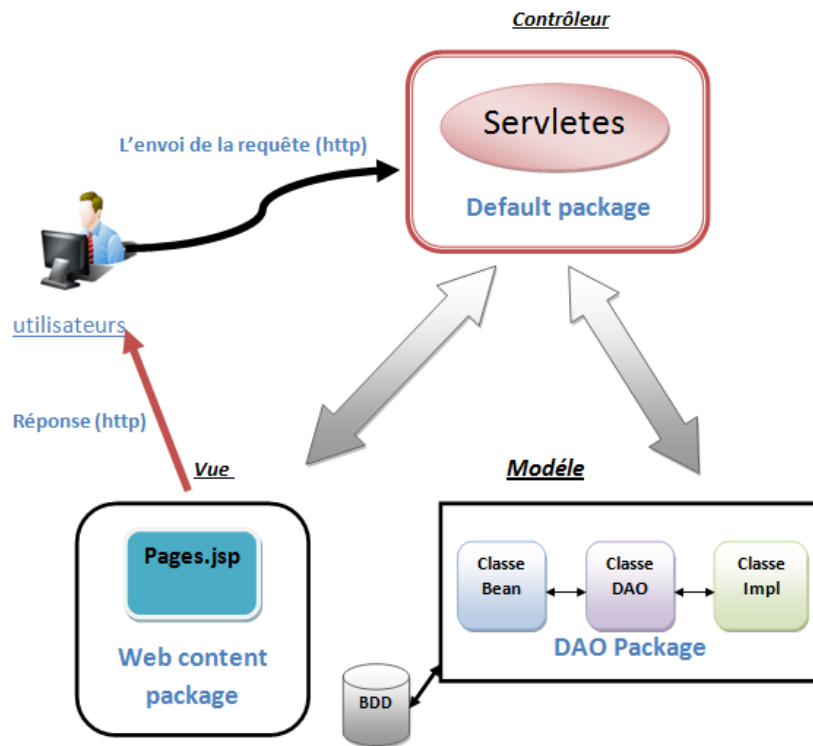 Contrôleur
Servletes
Default package
L'envoi de la requête (http)
utilisateurs
Réponse (http)
Vue
Pages.jsp
Web content
package
Modéle
Classe
Bean
Classe
DAO
Classe
Impl
DAO Package
BDD